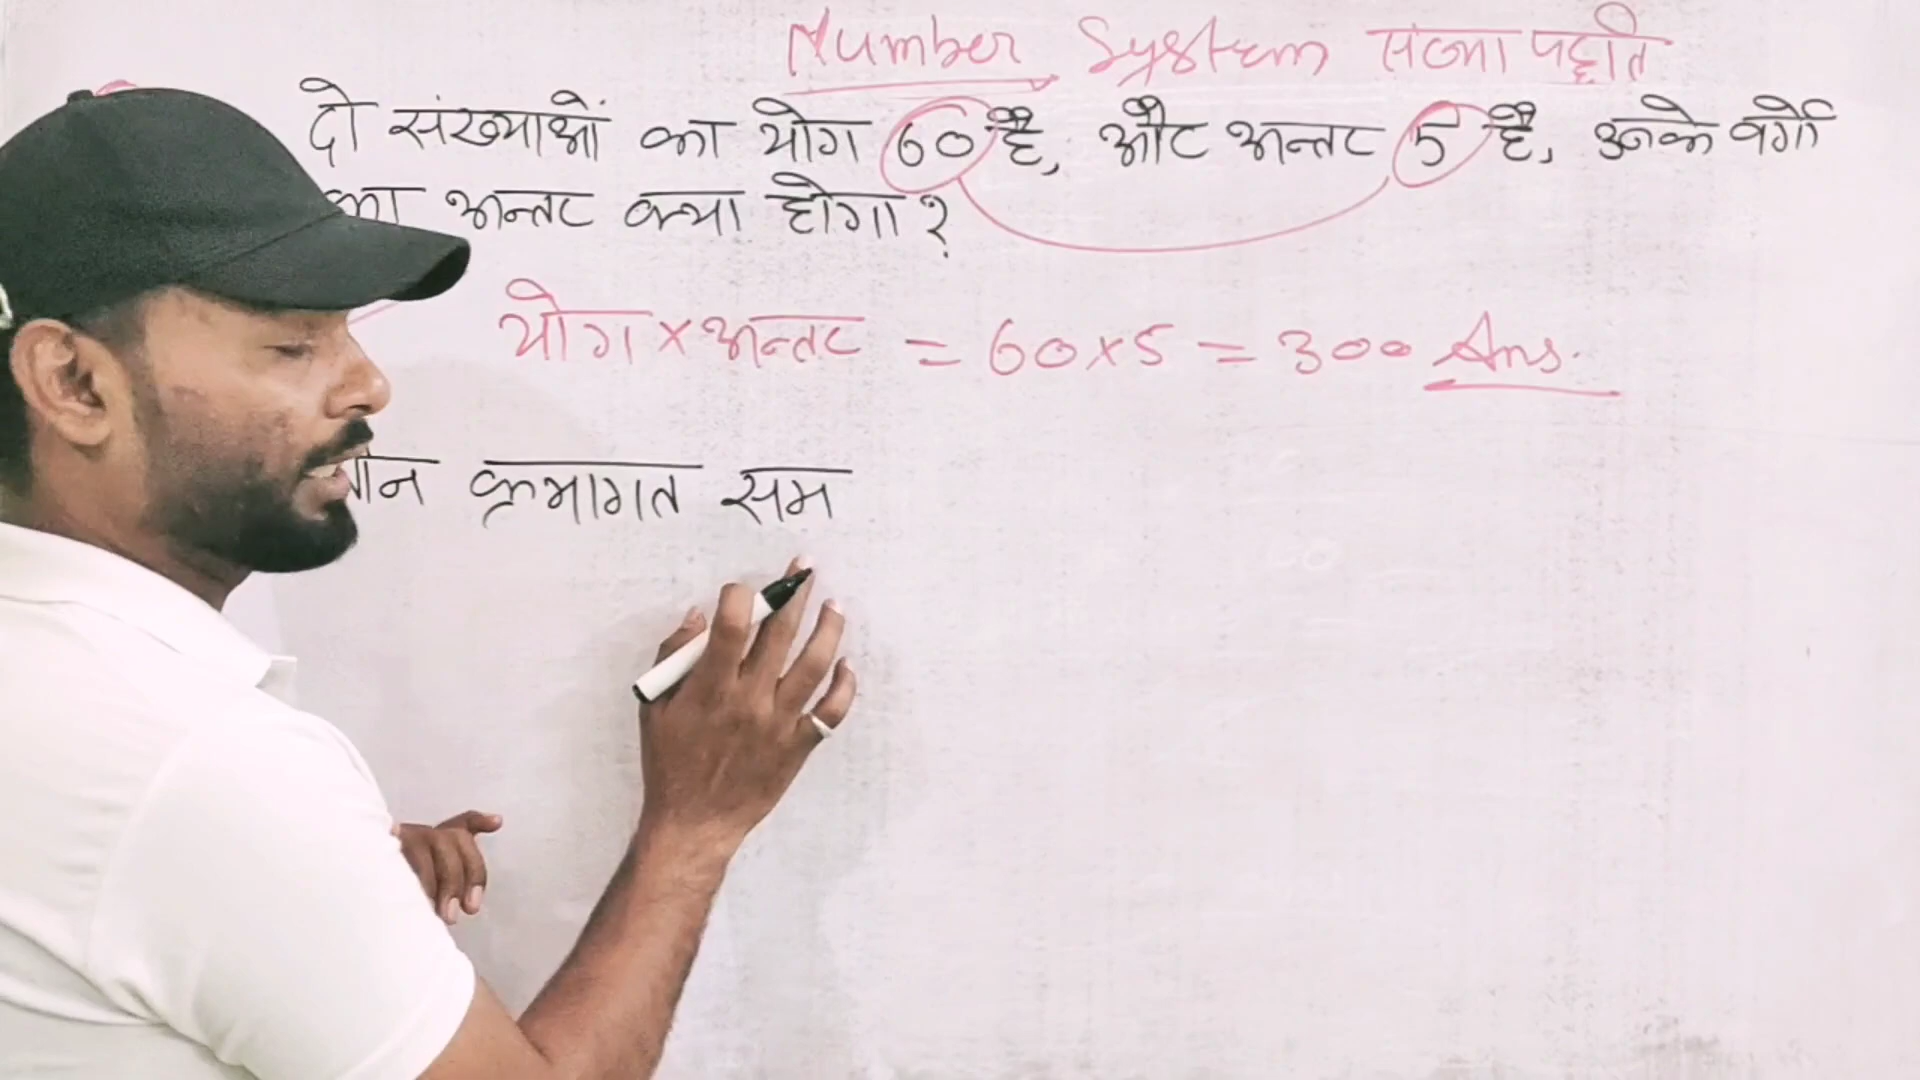 Number System संख्या पद्धति
दो संख्याओं का योग 60 है, और अन्तर 5 है, उनके वर्गो
का अन्तर क्या होगा ?
योग × अन्तर = 60 × 5 = 300 Ans.
तीन क्रमागत सम